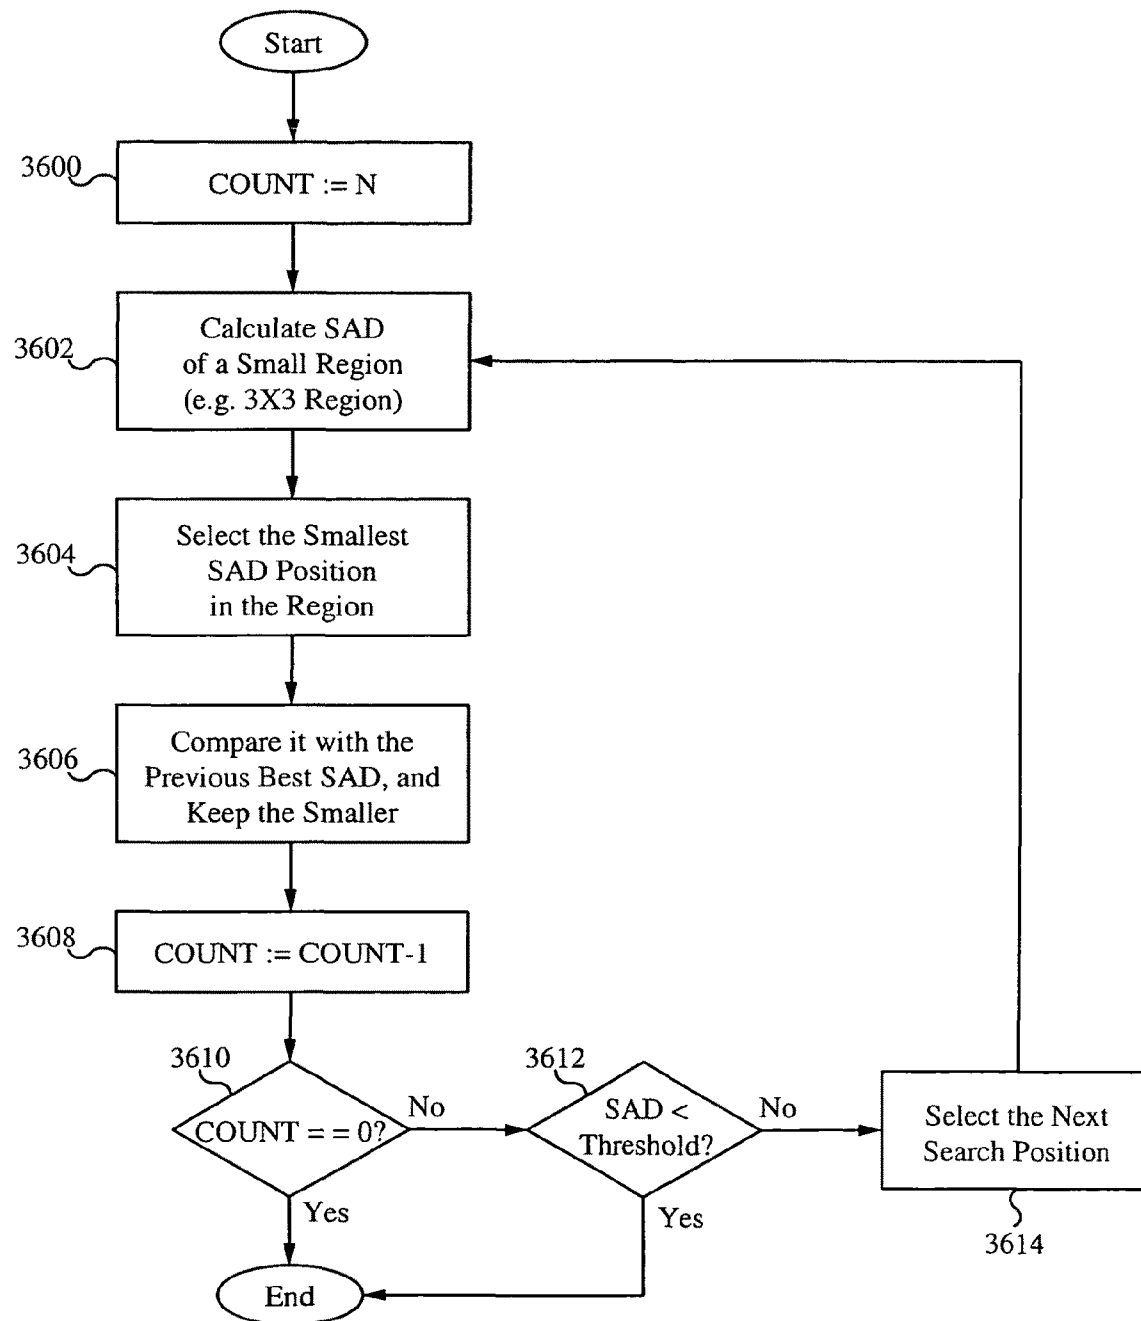 Start
3600
COUNT := N
3602
Calculate SAD
of a Small Region
(e.g. 3X3 Region)
3604
Select the Smallest
SAD Position
in the Region
3606
Compare it with the
Previous Best SAD, and
Keep the Smaller
3608
COUNT := COUNT-1
3610
COUNT = = 0?
No
Yes
3612
SAD <
Threshold?
No
Yes
Select the Next
Search Position
3614
End